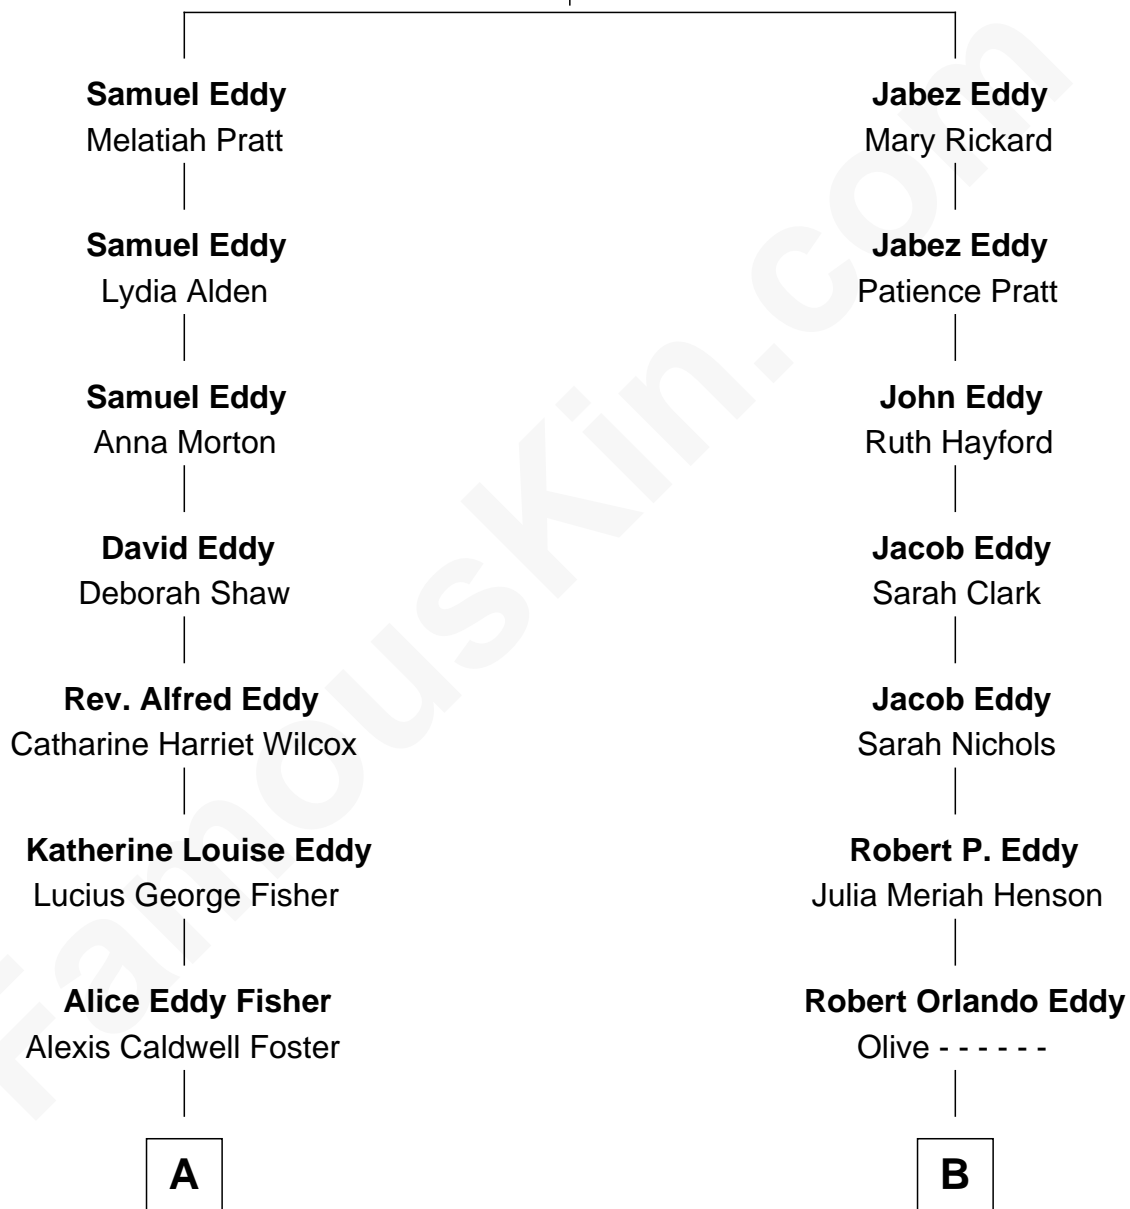 Samuel Eddy
Melatiah Pratt
Samuel Eddy
Lydia Alden
Samuel Eddy
Anna Morton
David Eddy
Deborah Shaw
Rev. Alfred Eddy
Catharine Harriet Wilcox
Katherine Louise Eddy
Lucius George Fisher
Alice Eddy Fisher
Alexis Caldwell Foster
A
Jabez Eddy
Mary Rickard
Jabez Eddy
Patience Pratt
John Eddy
Ruth Hayford
Jacob Eddy
Sarah Clark
Jacob Eddy
Sarah Nichols
Robert P. Eddy
Julia Meriah Henson
Robert Orlando Eddy
Olive - - - - - -
B
FamousKin.com